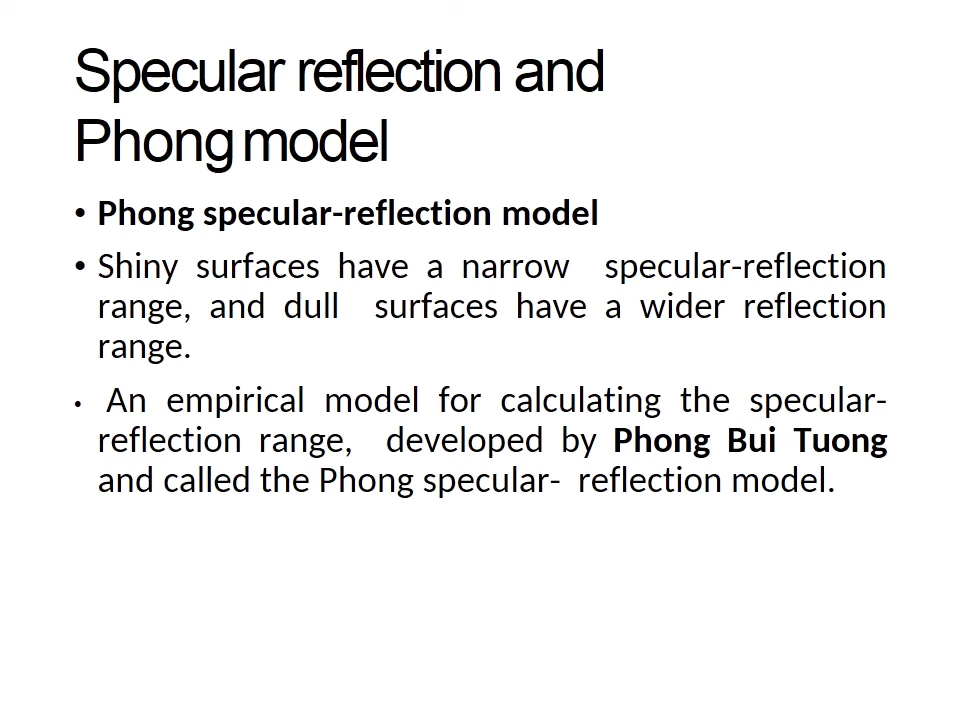 Specular reflection and
Phong model
• Phong specular-reflection model
• Shiny surfaces have a narrow specular-reflection
range, and dull surfaces have a wider reflection
range.
• An empirical model for calculating the specular-
reflection range, developed by Phong Bui Tuong
and called the Phong specular- reflection model.